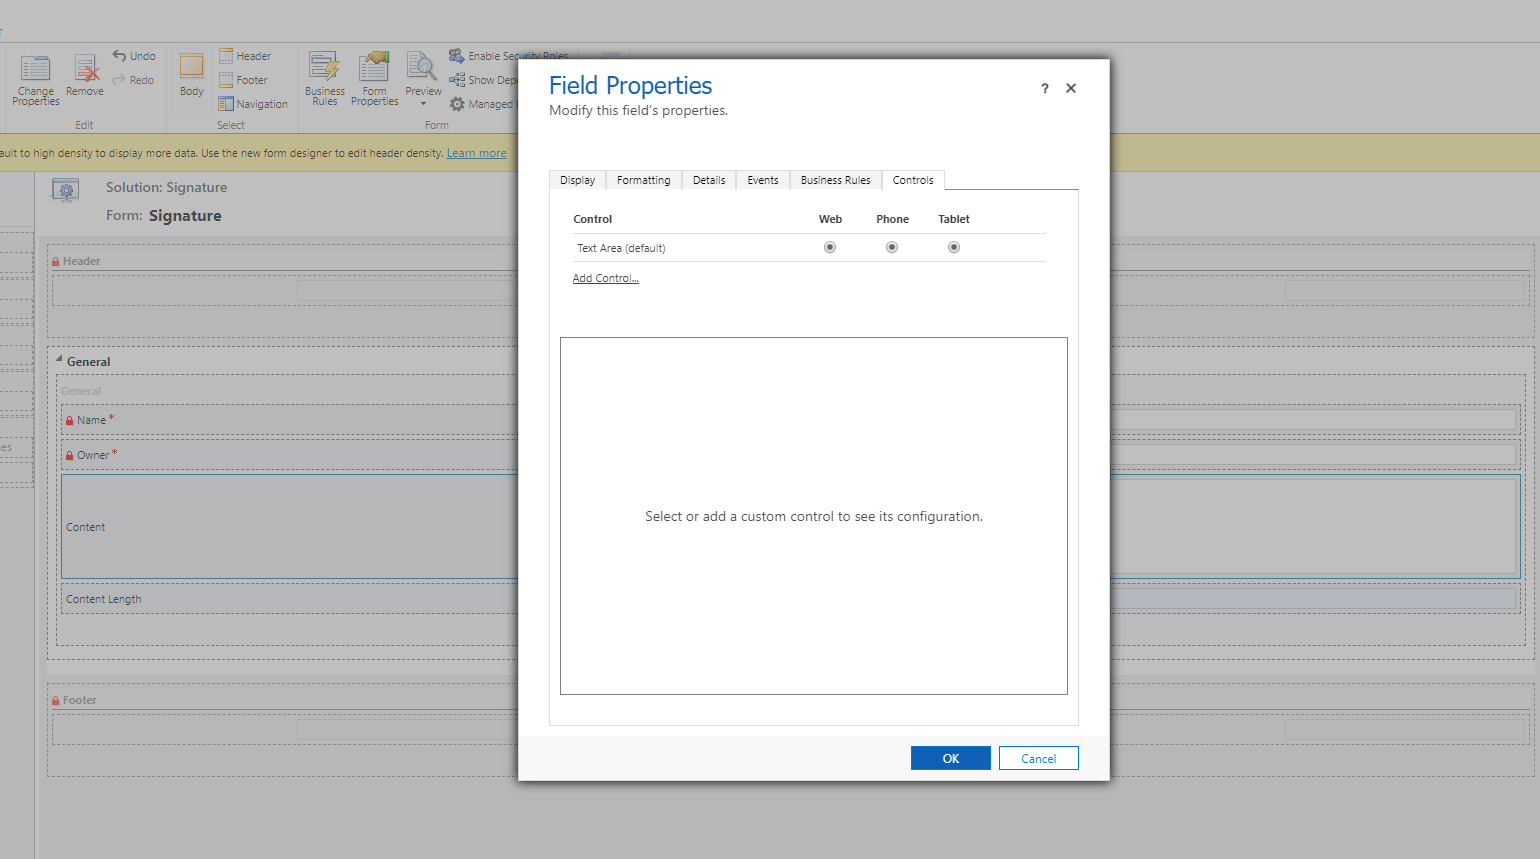 Change
Properties
Remove
Undo
Redo
Edit
Body
Header
Footer
Navigation
Select
Business
Rules
Form
Properties
Preview
Enable Security Roles
Show Dep
Managed
Form
ault to high density to display more data. Use the new form designer to edit header density. Learn more
Solution: Signature
Form: Signature
Header
General
General
Name *
Owner *
es
Content
Content Length
Footer
Field Properties
? ✕
Modify this field's properties.
Display Formatting Details Events Business Rules Controls
Control Web Phone Tablet
Text Area (default)
Add Control...
Select or add a custom control to see its configuration.
OK Cancel